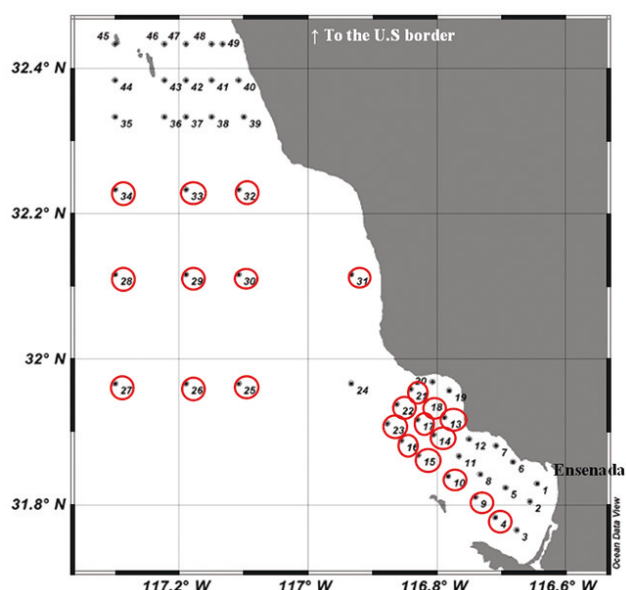 45 46 47 48 49 ↑ To the U.S border
32.4° N
44 43 42 41 40
35 36 37 38 39
32.2° N
34 33 32
28 29 30 31
32° N
27 26 25 24 20 19
21
22 18
23 17 13
16 14 12 7
15 11 6 Ensenada
10 8 5 1
9 2
31.8° N
4 3
Ocean Data View
117.2° W 117° W 116.8° W 116.6° W